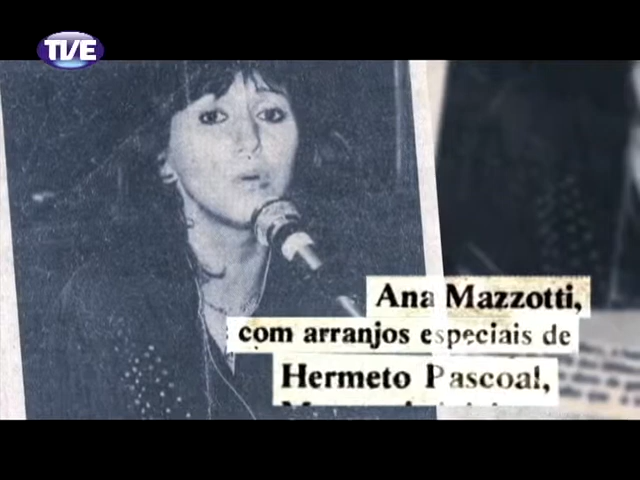 TVE
Ana Mazzotti,
com arranjos especiais de
Hermeto Pascoal,